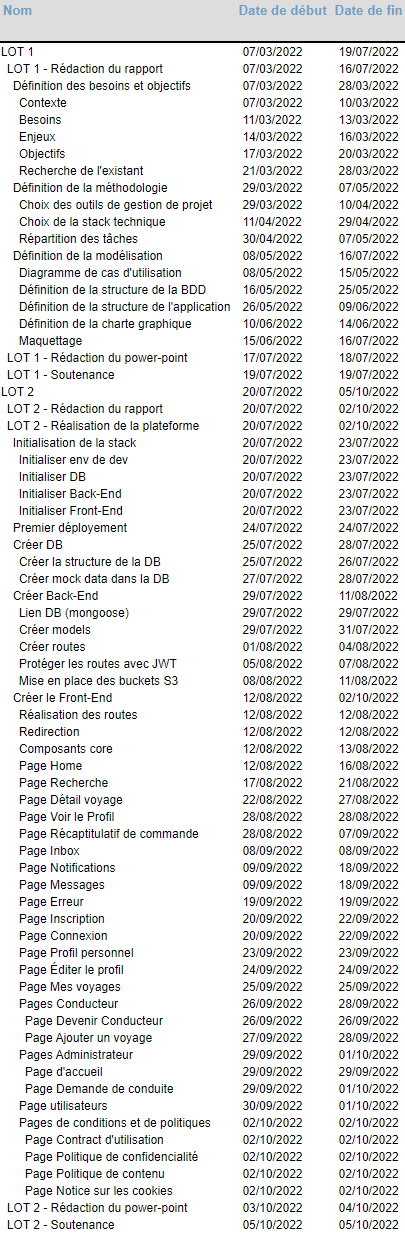 Nom Date de début Date de fin
LOT 1 07/03/2022 19/07/2022
LOT 1 - Rédaction du rapport 07/03/2022 16/07/2022
Définition des besoins et objectifs 07/03/2022 28/03/2022
Contexte 07/03/2022 10/03/2022
Besoins 11/03/2022 13/03/2022
Enjeux 14/03/2022 16/03/2022
Objectifs 17/03/2022 20/03/2022
Recherche de l'existant 21/03/2022 28/03/2022
Définition de la méthodologie 29/03/2022 07/05/2022
Choix des outils de gestion de projet 29/03/2022 10/04/2022
Choix de la stack technique 11/04/2022 29/04/2022
Répartition des tâches 30/04/2022 07/05/2022
Définition de la modélisation 08/05/2022 16/07/2022
Diagramme de cas d'utilisation 08/05/2022 15/05/2022
Définition de la structure de la BDD 16/05/2022 25/05/2022
Définition de la structure de l'application 26/05/2022 09/06/2022
Définition de la charte graphique 10/06/2022 14/06/2022
Maquettage 15/06/2022 16/07/2022
LOT 1 - Rédaction du power-point 17/07/2022 18/07/2022
LOT 1 - Soutenance 19/07/2022 19/07/2022
LOT 2 20/07/2022 05/10/2022
LOT 2 - Rédaction du rapport 20/07/2022 02/10/2022
LOT 2 - Réalisation de la plateforme 20/07/2022 02/10/2022
Initialisation de la stack 20/07/2022 23/07/2022
Initialiser env de dev 20/07/2022 23/07/2022
Initialiser DB 20/07/2022 23/07/2022
Initialiser Back-End 20/07/2022 23/07/2022
Initialiser Front-End 20/07/2022 23/07/2022
Premier déployement 24/07/2022 24/07/2022
Créer DB 25/07/2022 28/07/2022
Créer la structure de la DB 25/07/2022 26/07/2022
Créer mock data dans la DB 27/07/2022 28/07/2022
Créer Back-End 29/07/2022 11/08/2022
Lien DB (mongoose) 29/07/2022 29/07/2022
Créer models 29/07/2022 31/07/2022
Créer routes 01/08/2022 04/08/2022
Protéger les routes avec JWT 05/08/2022 07/08/2022
Mise en place des buckets S3 08/08/2022 11/08/2022
Créer le Front-End 12/08/2022 02/10/2022
Réalisation des routes 12/08/2022 12/08/2022
Redirection 12/08/2022 12/08/2022
Composants core 12/08/2022 13/08/2022
Page Home 12/08/2022 16/08/2022
Page Recherche 17/08/2022 21/08/2022
Page Détail voyage 22/08/2022 27/08/2022
Page Voir le Profil 28/08/2022 28/08/2022
Page Récaptitulatif de commande 28/08/2022 07/09/2022
Page Inbox 08/09/2022 08/09/2022
Page Notifications 09/09/2022 18/09/2022
Page Messages 09/09/2022 18/09/2022
Page Erreur 19/09/2022 19/09/2022
Page Inscription 20/09/2022 22/09/2022
Page Connexion 20/09/2022 22/09/2022
Page Profil personnel 23/09/2022 23/09/2022
Page Éditer le profil 24/09/2022 24/09/2022
Page Mes voyages 25/09/2022 25/09/2022
Pages Conducteur 26/09/2022 28/09/2022
Page Devenir Conducteur 26/09/2022 26/09/2022
Page Ajouter un voyage 27/09/2022 28/09/2022
Pages Administrateur 29/09/2022 01/10/2022
Page d'accueil 29/09/2022 29/09/2022
Page Demande de conduite 29/09/2022 01/10/2022
Page utilisateurs 30/09/2022 01/10/2022
Pages de conditions et de politiques 02/10/2022 02/10/2022
Page Contract d'utilisation 02/10/2022 02/10/2022
Page Politique de confidencialité 02/10/2022 02/10/2022
Page Politique de contenu 02/10/2022 02/10/2022
Page Notice sur les cookies 02/10/2022 02/10/2022
LOT 2 - Rédaction du power-point 03/10/2022 04/10/2022
LOT 2 - Soutenance 05/10/2022 05/10/2022